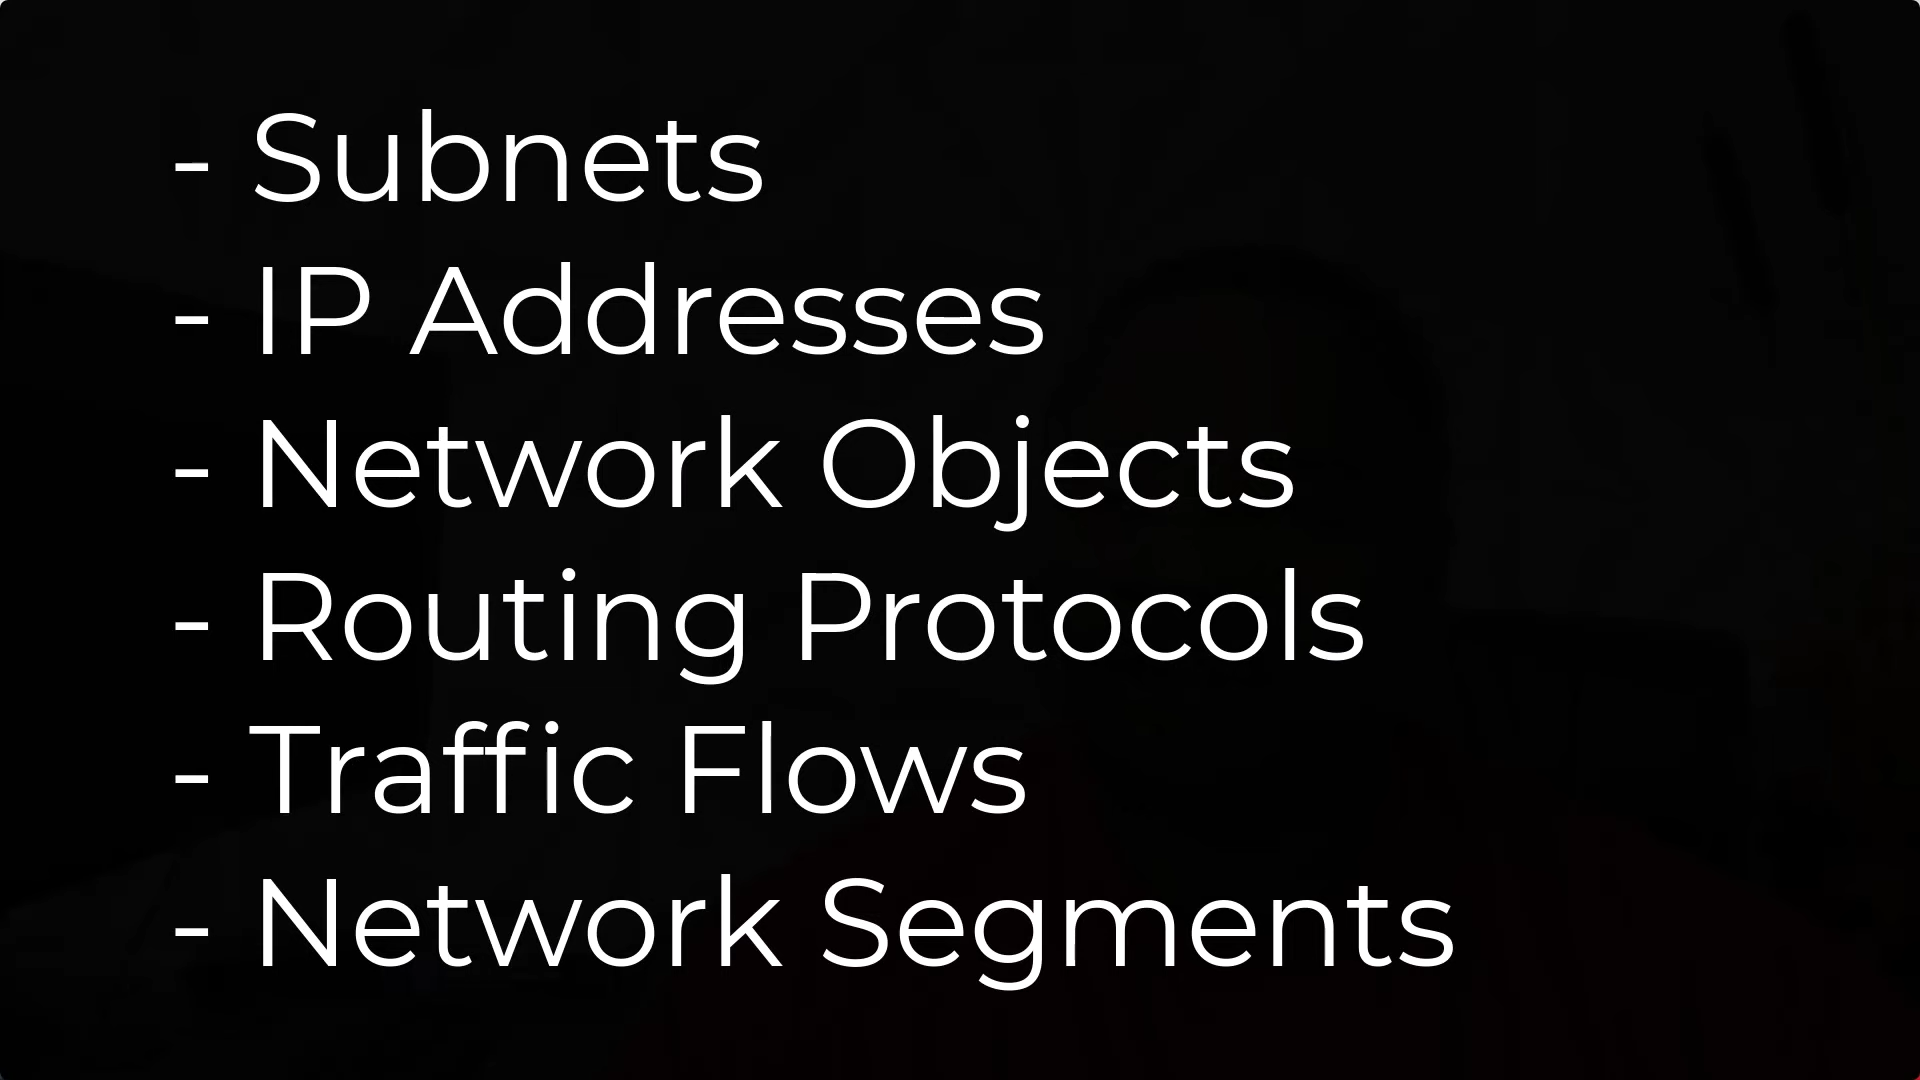 - Subnets
- IP Addresses
- Network Objects
- Routing Protocols
- Traffic Flows
- Network Segments